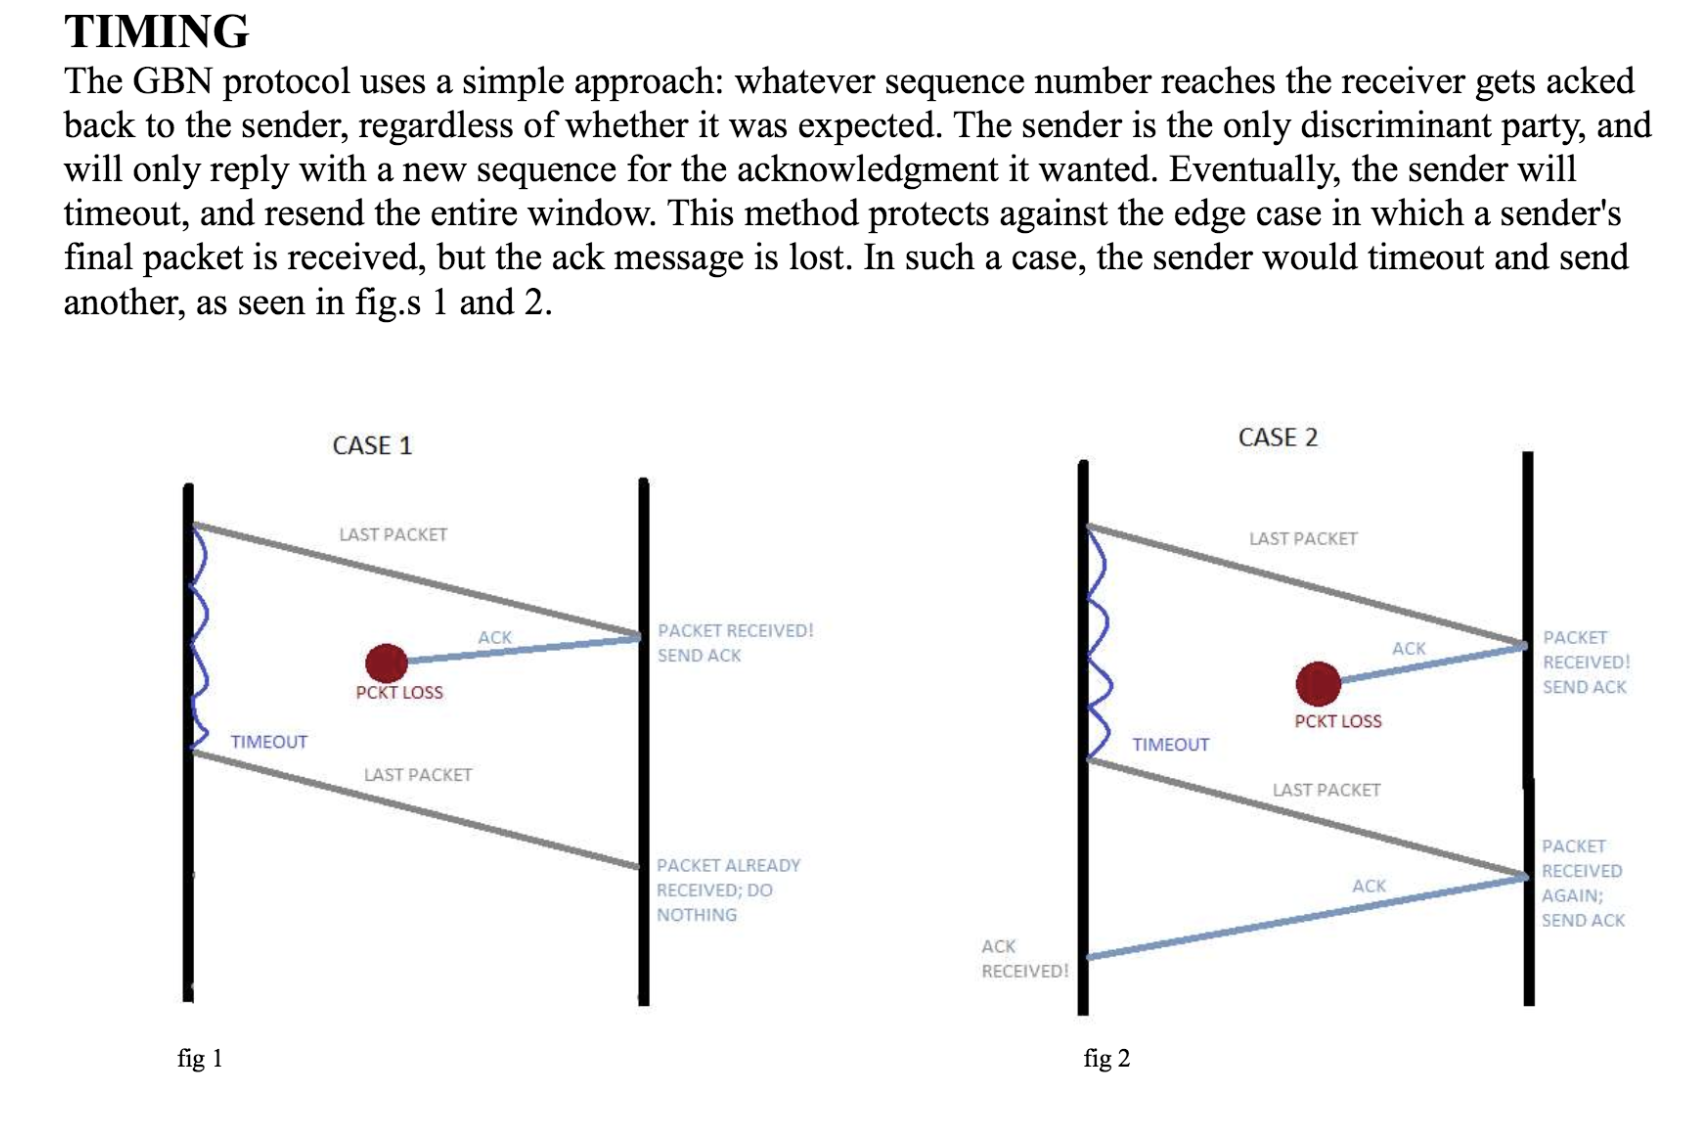 TIMING
The GBN protocol uses a simple approach: whatever sequence number reaches the receiver gets acked
back to the sender, regardless of whether it was expected. The sender is the only discriminant party, and
will only reply with a new sequence for the acknowledgment it wanted. Eventually, the sender will
timeout, and resend the entire window. This method protects against the edge case in which a sender's
final packet is received, but the ack message is lost. In such a case, the sender would timeout and send
another, as seen in fig.s 1 and 2.
CASE 1
LAST PACKET
ACK
PACKET RECEIVED!
SEND ACK
PCKT LOSS
TIMEOUT
LAST PACKET
PACKET ALREADY
RECEIVED; DO
NOTHING
fig 1
CASE 2
LAST PACKET
ACK
PACKET
RECEIVED!
SEND ACK
PCKT LOSS
TIMEOUT
LAST PACKET
PACKET
RECEIVED
AGAIN;
SEND ACK
ACK
ACK
RECEIVED!
fig 2